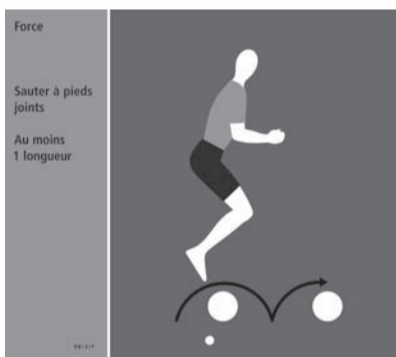 Force
Sauter à pieds
joints
Au moins
1 longueur